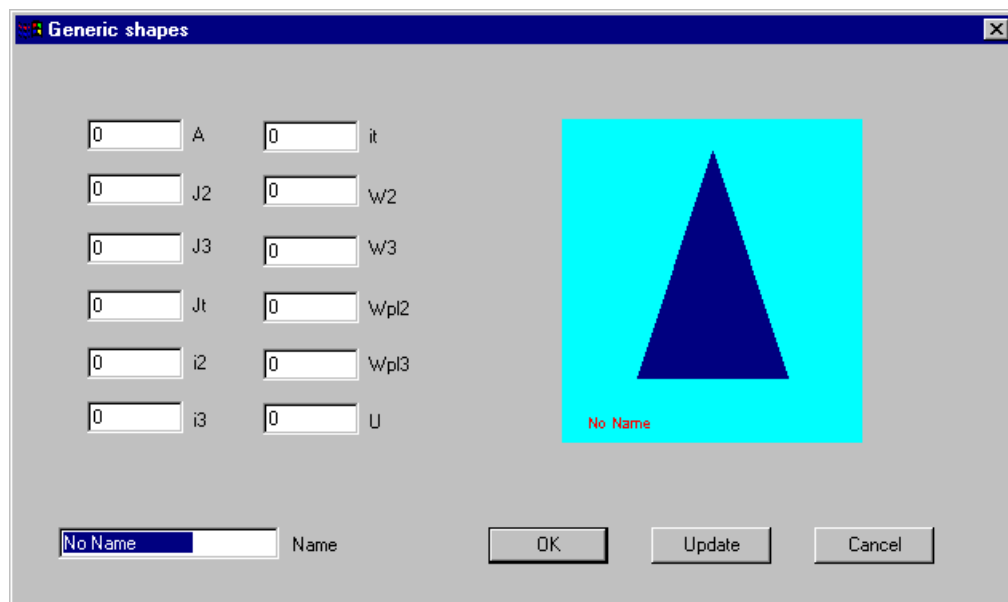 Generic shapes
0 A 0 it
0 J2 0 W2
0 J3 0 W3
0 Jt 0 Wpl2
0 i2 0 Wpl3
0 i3 0 U
No Name
No Name Name OK Update Cancel